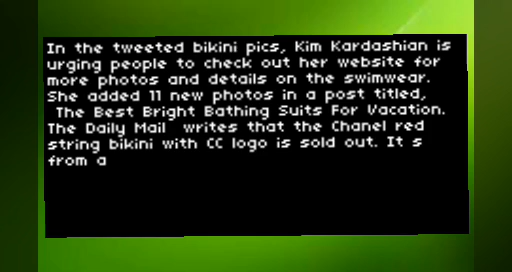 In the tweeted bikini pics, Kim Kardashian is
urging people to check out her website for
more photos and details on the swimwear.
She added 11 new photos in a post titled,
The Best Bright Bathing Suits For Vacation.
The Daily Mail writes that the Chanel red
string bikini with CC logo is sold out. It s
from a